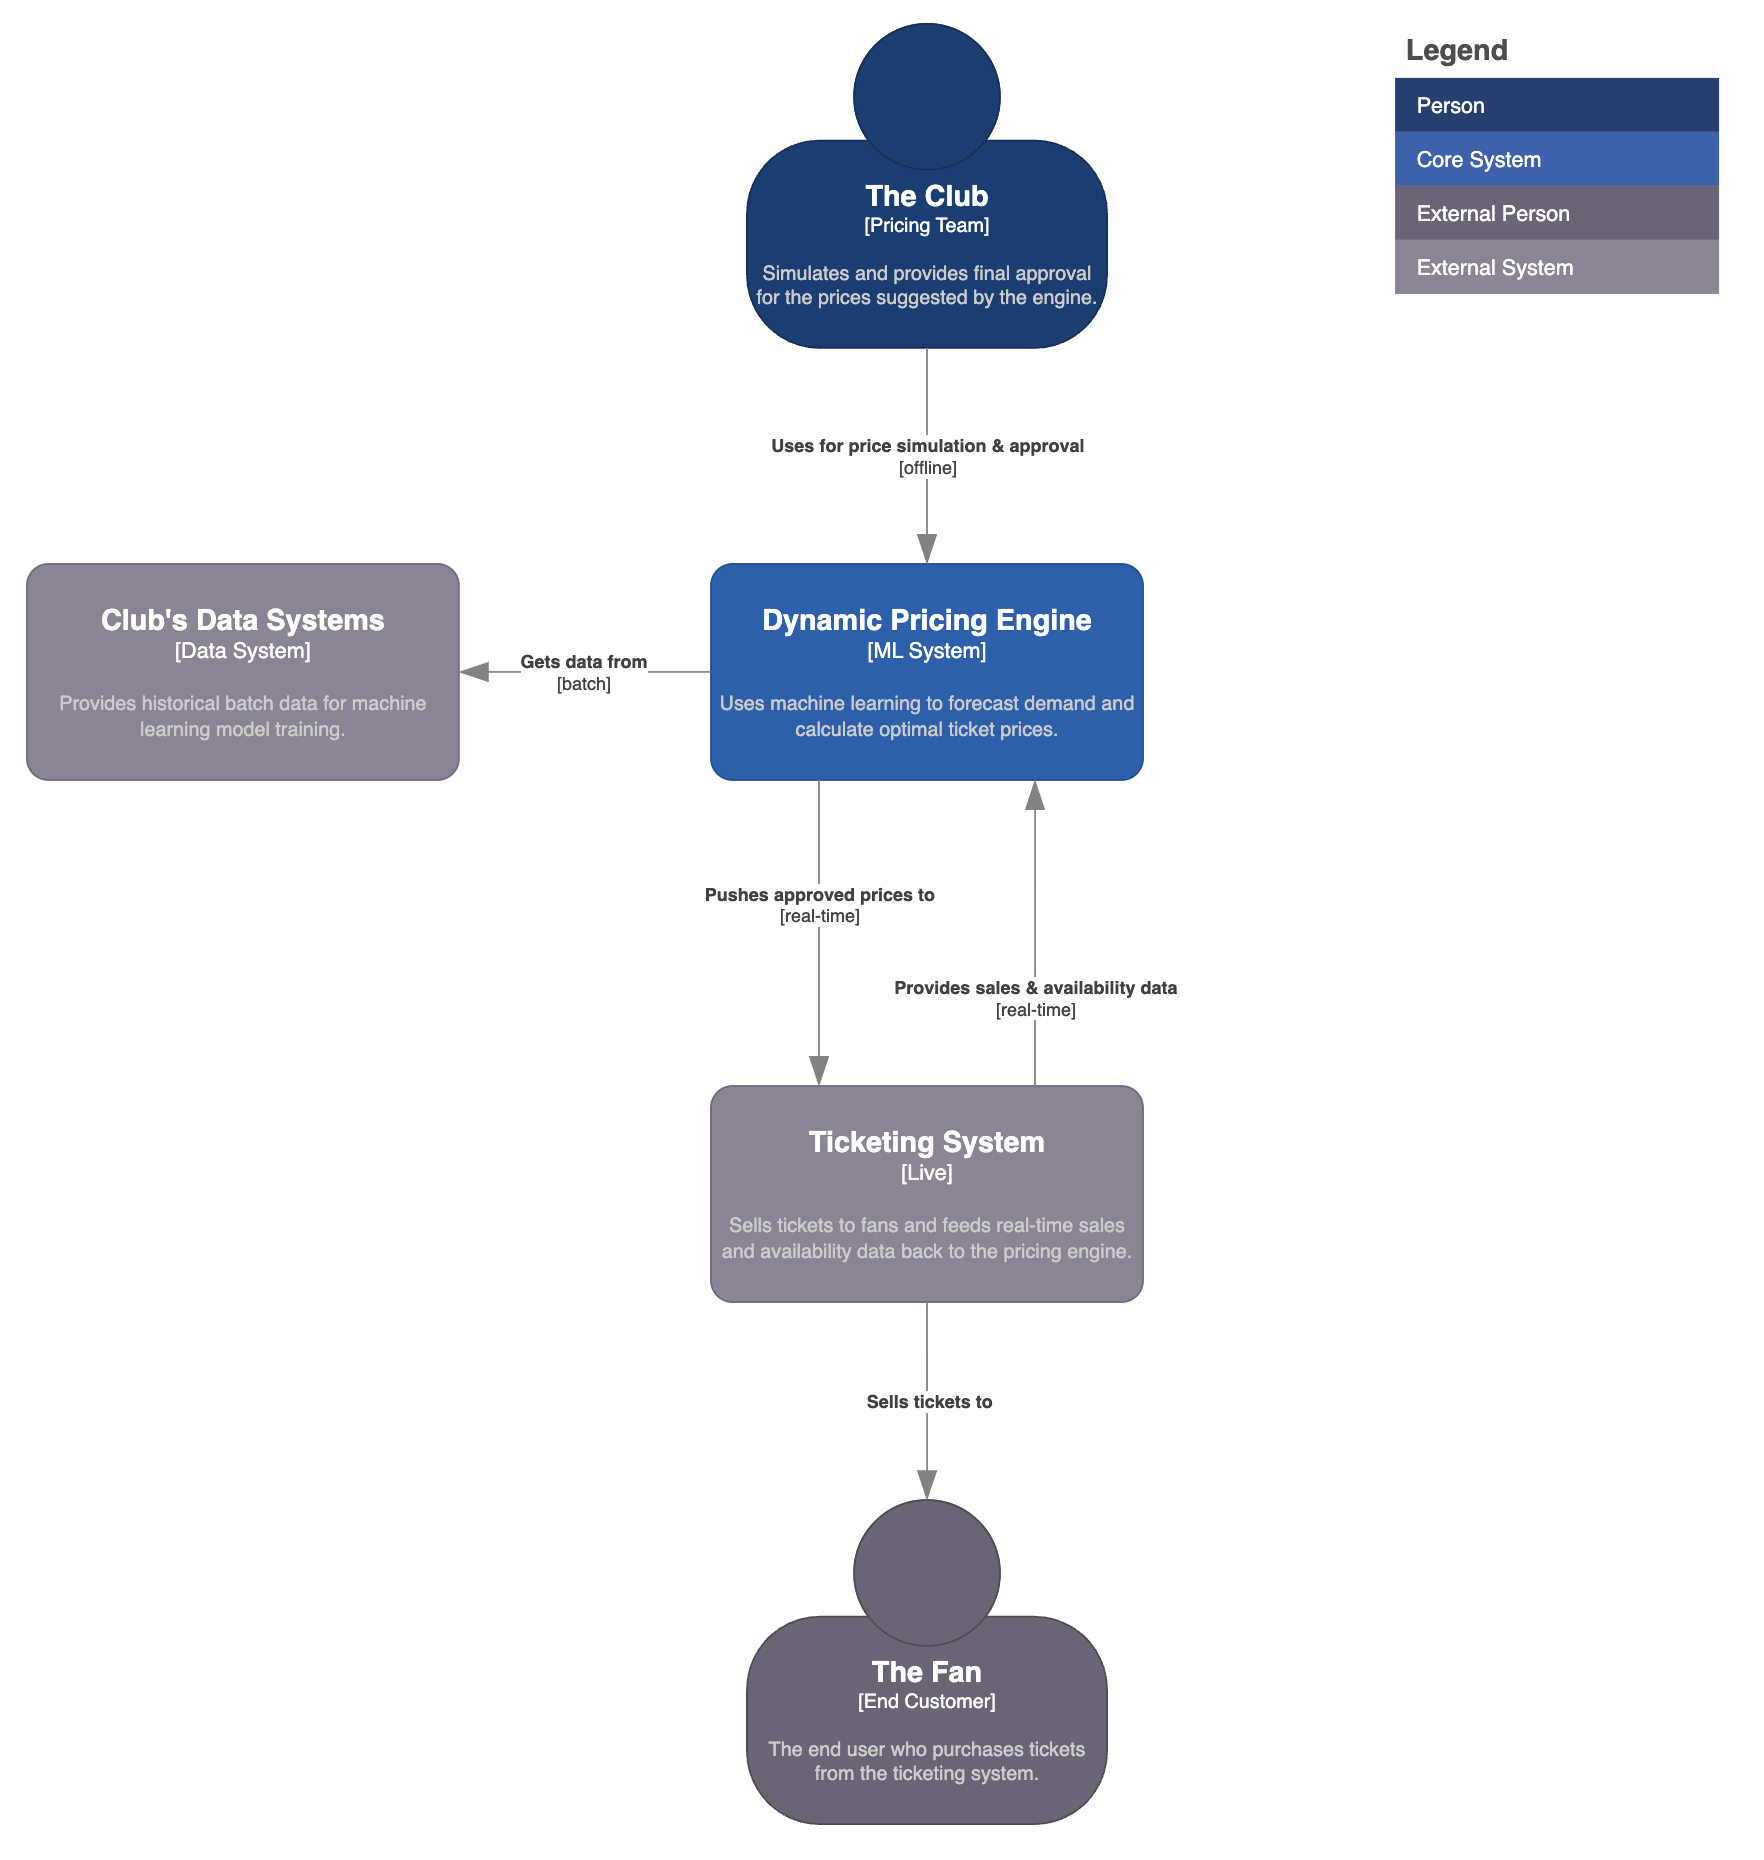 Legend
Person
Core System
External Person
External System
The Club
[Pricing Team]
Simulates and provides final approval
for the prices suggested by the engine.
Uses for price simulation & approval
[offline]
Club's Data Systems
[Data System]
Provides historical batch data for machine
learning model training.
Gets data from
[batch]
Dynamic Pricing Engine
[ML System]
Uses machine learning to forecast demand and
calculate optimal ticket prices.
Pushes approved prices to
[real-time]
Provides sales & availability data
[real-time]
Ticketing System
[Live]
Sells tickets to fans and feeds real-time sales
and availability data back to the pricing engine.
Sells tickets to
The Fan
[End Customer]
The end user who purchases tickets
from the ticketing system.